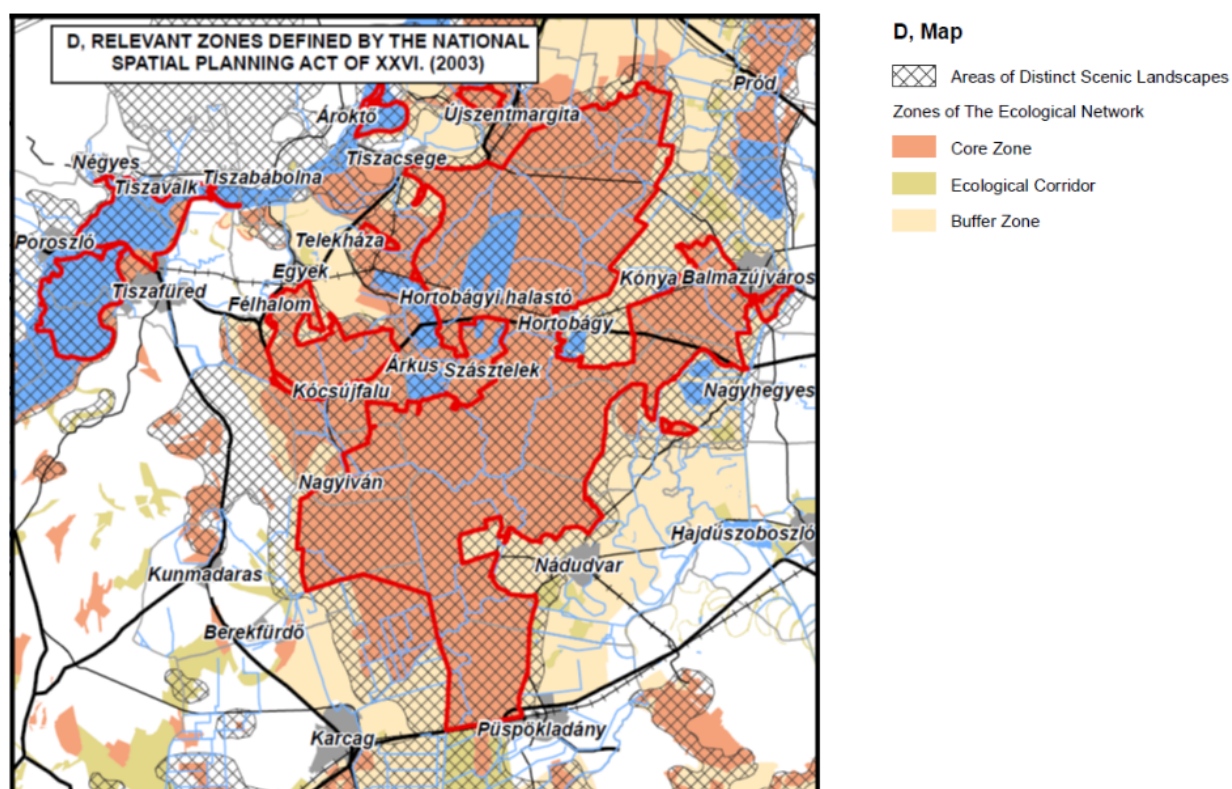 D, RELEVANT ZONES DEFINED BY THE NATIONAL
SPATIAL PLANNING ACT OF XXVI. (2003)
Pród
Ároktő
Újszentmargita
Négyes
Tiszacsege
Tiszavalk
Tiszabábolna
Poroszló
Telekháza
Egyek
Kónya
Balmazújváros
Tiszafüred
Félhalom
Hortobágyi halastó
Hortobágy
Árkus
Szásztelek
Kócsújfalu
Nagyhegyes
Nagyiván
Hajdúszoboszló
Nádudvar
Kunmadaras
Berekfürdő
Püspökladány
Karcag
D, Map
Areas of Distinct Scenic Landscapes
Zones of The Ecological Network
Core Zone
Ecological Corridor
Buffer Zone